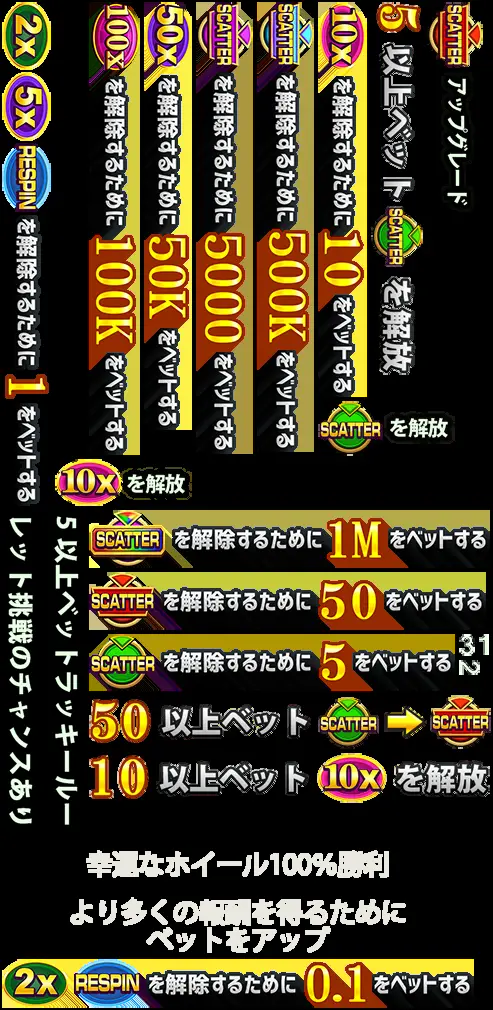 SCATTER アップグレード
5 以上ベット SCATTER を解放
10x を解除するために 10 をベットする
SCATTER を解除するために 500K をベットする
SCATTER を解除するために 5000 をベットする
50x を解除するために 50K をベットする
100x を解除するために 100K をベットする
2x 5x RESPIN を解除するために 1 をベットする
SCATTER を解放
10x を解放
5 以上ベットラッキールー
レット挑戦のチャンスあり
SCATTER を解除するために 1M をベットする
SCATTER を解除するために 50 をベットする
SCATTER を解除するために 5 をベットする
31
2
50 以上ベット SCATTER SCATTER
10 以上ベット 10x を解放
幸運なホイール100%勝利
より多くの報酬を得るために
ベットをアップ
2x RESPIN を解除するために 0.1 をベットする